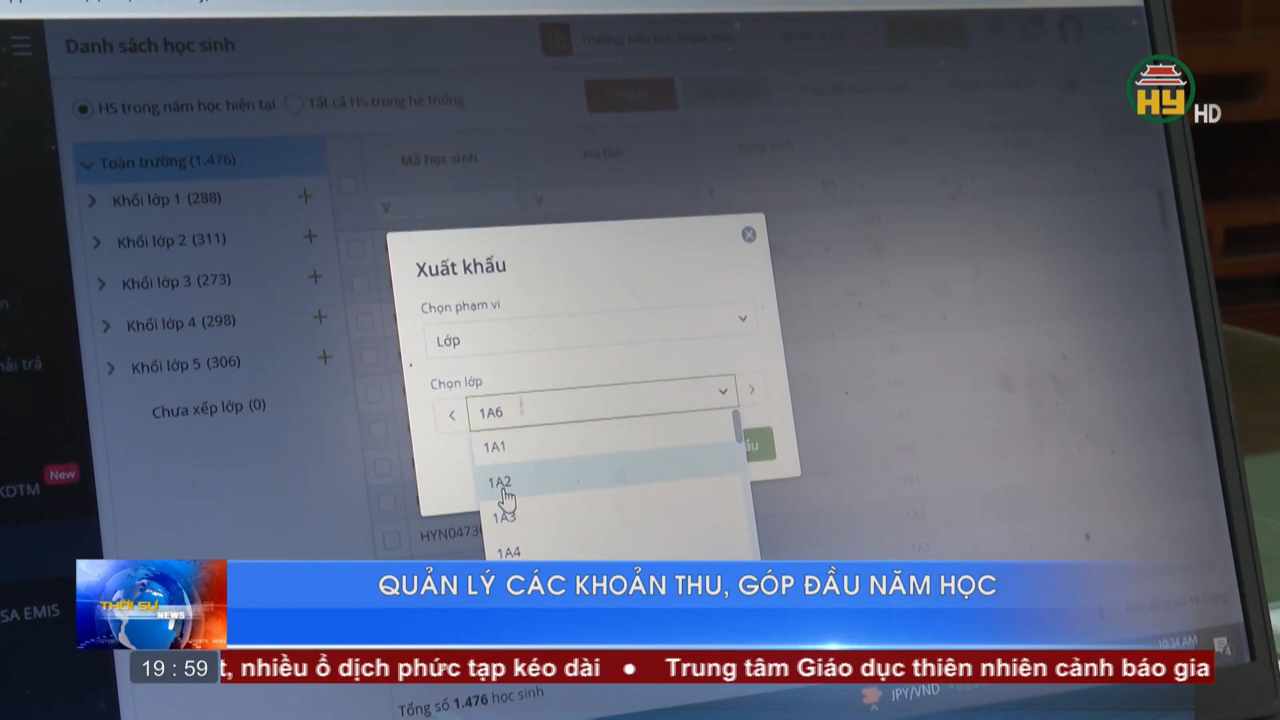 Danh sách học sinh
HS trong năm học hiện tại
Tất cả HS trong hệ thống
HY HD
Toàn trường (1.476)
Mã học sinh
Họ tên
Khối lớp 1 (288)
Khối lớp 2 (311)
Khối lớp 3 (273)
Khối lớp 4 (298)
Khối lớp 5 (306)
Chưa xếp lớp (0)
Xuất khẩu
Chọn phạm vi
Lớp
Chọn lớp
1A6
1A1
1A2
1A3
1A4
ải trả
New
KDTM
HYN0473
SA EMIS
QUẢN LÝ CÁC KHOẢN THU, GÓP ĐẦU NĂM HỌC
THỜI SỰ
NEWS
10:34 AM
19 : 59
t, nhiều ổ dịch phức tạp kéo dài ● Trung tâm Giáo dục thiên nhiên cảnh báo gia
Tổng số 1.476 học sinh
JPY/VND